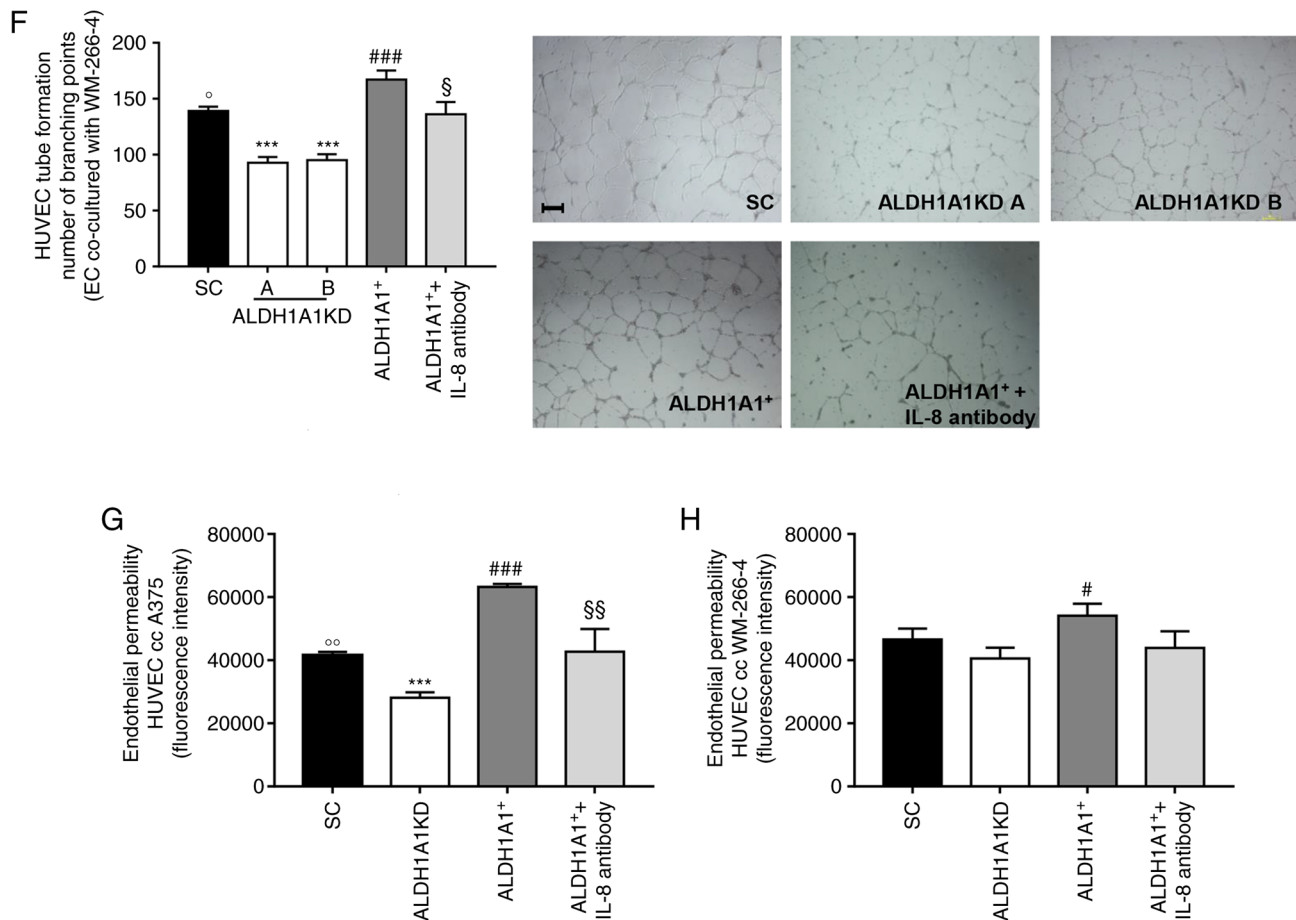 F
HUVEC tube formation
number of branching points
(EC co-cultured with WM-266-4)
200
150
100
50
0
°
***
***
###
§
SC
A
B
ALDH1A1KD
ALDH1A1⁺
ALDH1A1⁺+
IL-8 antibody
SC
ALDH1A1KD A
ALDH1A1KD B
ALDH1A1⁺
ALDH1A1⁺ +
IL-8 antibody
G
Endothelial permeability
HUVEC cc A375
(fluorescence intensity)
80000
60000
40000
20000
0
°°
***
###
§§
SC
ALDH1A1KD
ALDH1A1⁺
ALDH1A1⁺+
IL-8 antibody
H
Endothelial permeability
HUVEC cc WM-266-4
(fluorescence intensity)
80000
60000
40000
20000
0
#
SC
ALDH1A1KD
ALDH1A1⁺
ALDH1A1⁺+
IL-8 antibody